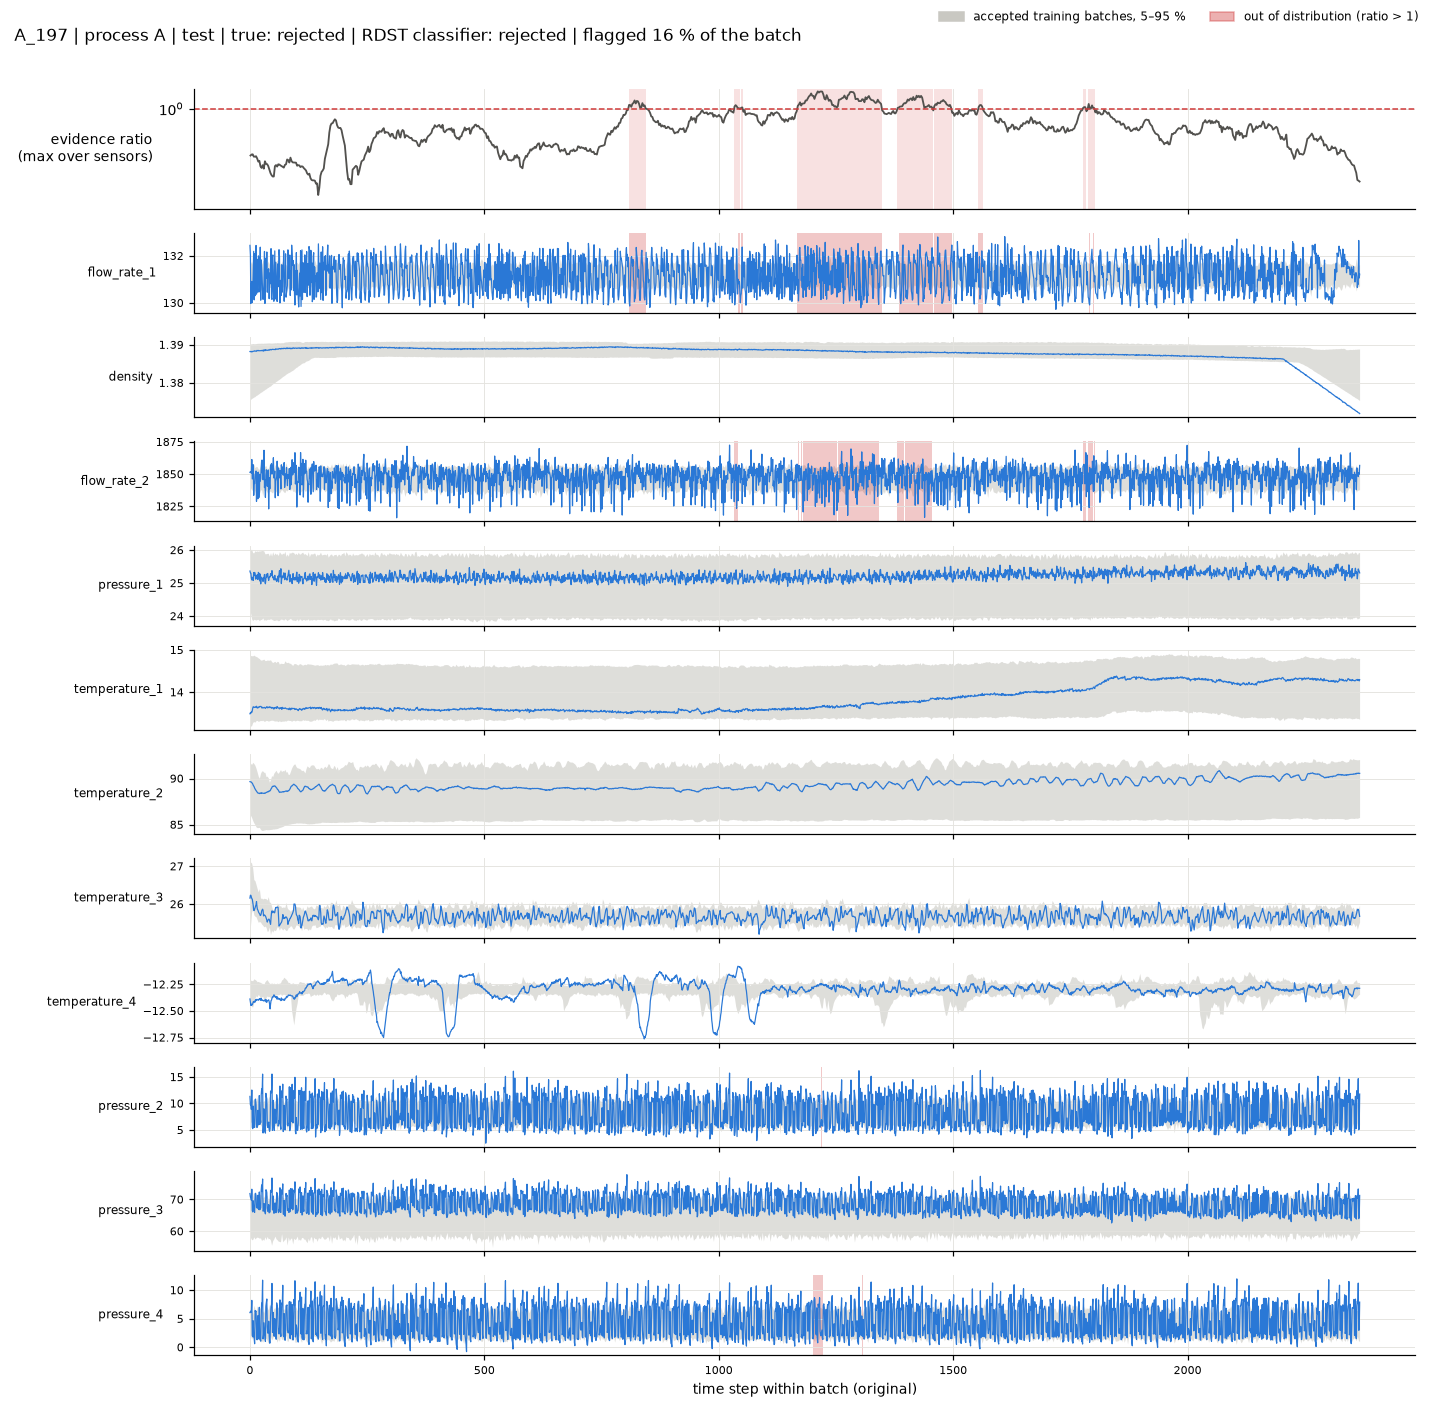 accepted training batches, 5–95 %
out of distribution (ratio > 1)
A_197 | process A | test | true: rejected | RDST classifier: rejected | flagged 16 % of the batch
10⁰
evidence ratio
(max over sensors)
132
flow_rate_1
130
1.39
density
1.38
1875
1850
flow_rate_2
1825
26
pressure_1
25
24
15
temperature_1
14
90
temperature_2
85
27
temperature_3
26
−12.25
temperature_4
−12.50
−12.75
15
pressure_2
10
5
70
pressure_3
60
10
pressure_4
5
0
0
500
1000
1500
2000
time step within batch (original)